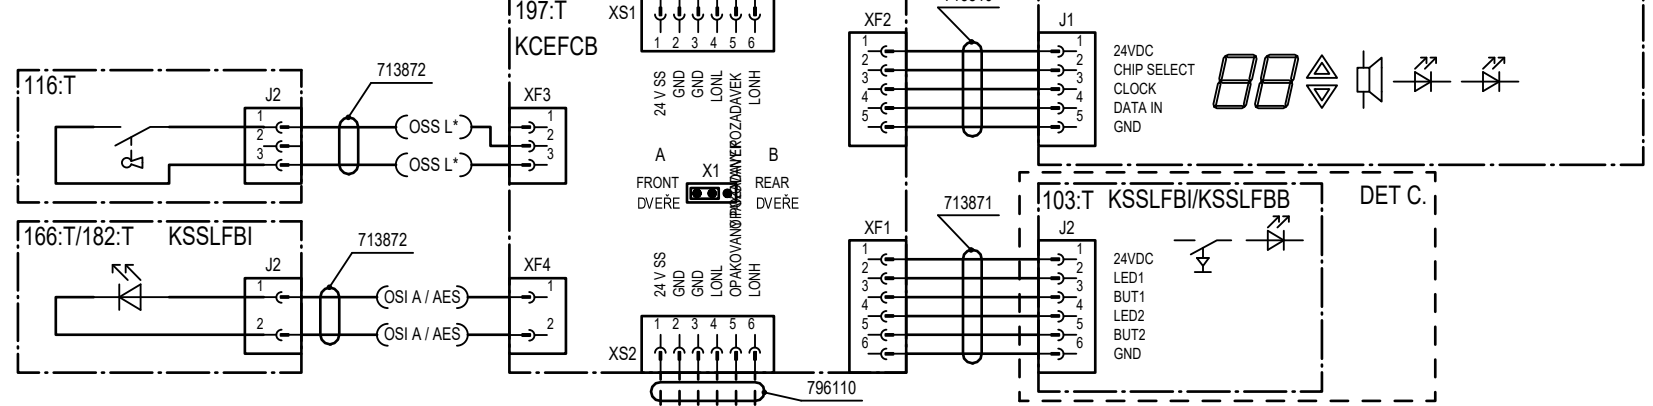 197:T
KCEFCB
XS1
1 2 3 4 5 6
24 V SS
GND
GND
LONL
LONH
XF2
1
2
3
4
5
J1
1
2
3
4
5
24VDC
CHIP SELECT
CLOCK
DATA IN
GND
116:T
J2
1
2
3
713872
OSS L*
OSS L*
XF3
1
2
3
A
FRONT
DVEŘE
X1
B
REAR
DVEŘE
166:T/182:T KSSLFBI
J2
1
2
713872
OSI A / AES
OSI A / AES
XF4
1
2
24 V SS
GND
GND
LONL
LONH
1 2 3 4 5 6
XS2
796110
XF1
1
2
3
4
5
6
713871
103:T KSSLFBI/KSSLFBB
DET C.
J2
1
2
3
4
5
6
24VDC
LED1
BUT1
LED2
BUT2
GND